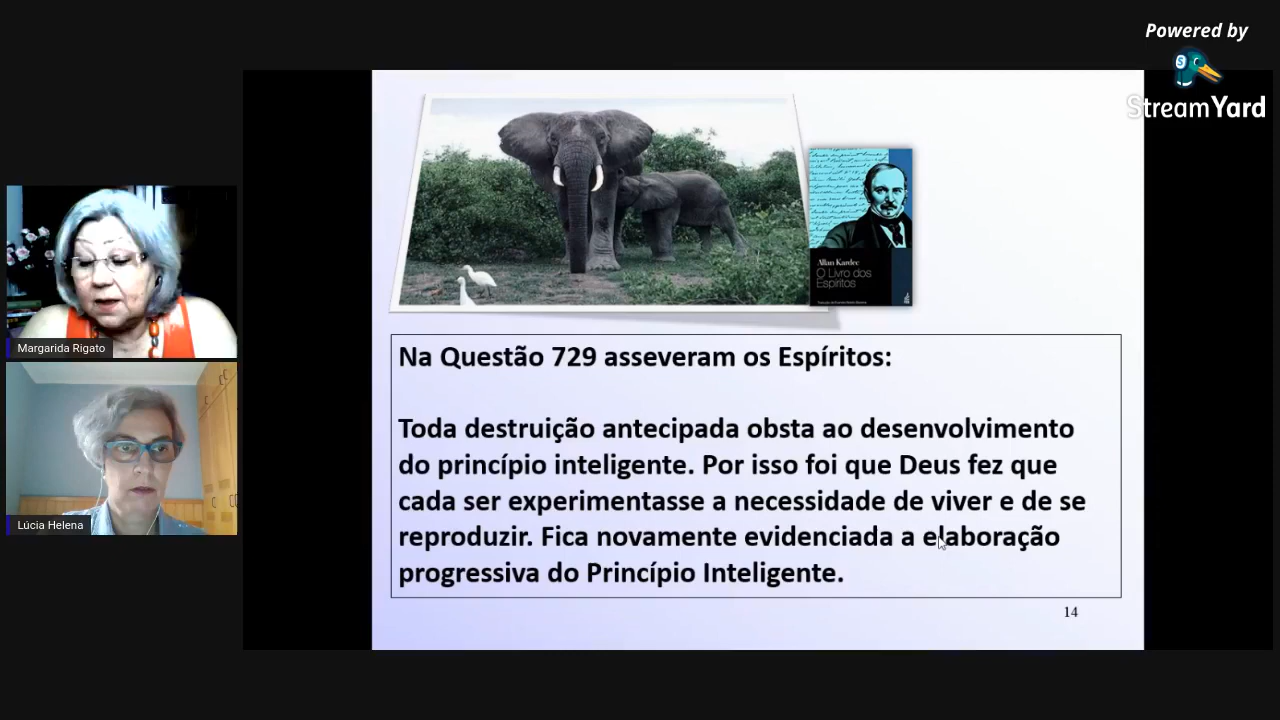 Powered by
StreamYard
Allan Kardec
O Livro dos
Espíritos
Margarida Rigato
Lúcia Helena
Na Questão 729 asseveram os Espíritos:
Toda destruição antecipada obsta ao desenvolvimento
do princípio inteligente. Por isso foi que Deus fez que
cada ser experimentasse a necessidade de viver e de se
reproduzir. Fica novamente evidenciada a elaboração
progressiva do Princípio Inteligente.
14